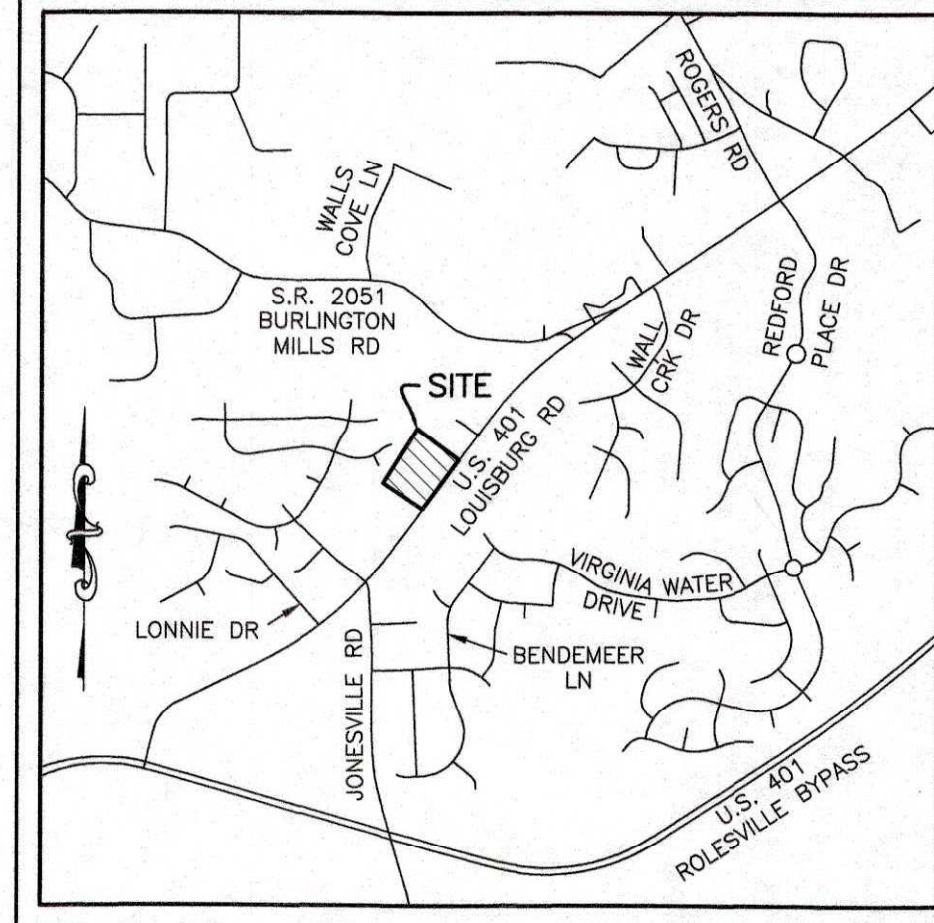 ROGERS RD
WALLS
COVE LN
S.R. 2051
BURLINGTON
MILLS RD
REDFORD
PLACE DR
WALL
CRK DR
SITE
U.S. 401
LOUISBURG RD
VIRGINIA WATER
DRIVE
LONNIE DR
BENDEMEER
LN
JONESVILLE RD
U.S. 401
ROLESVILLE BYPASS